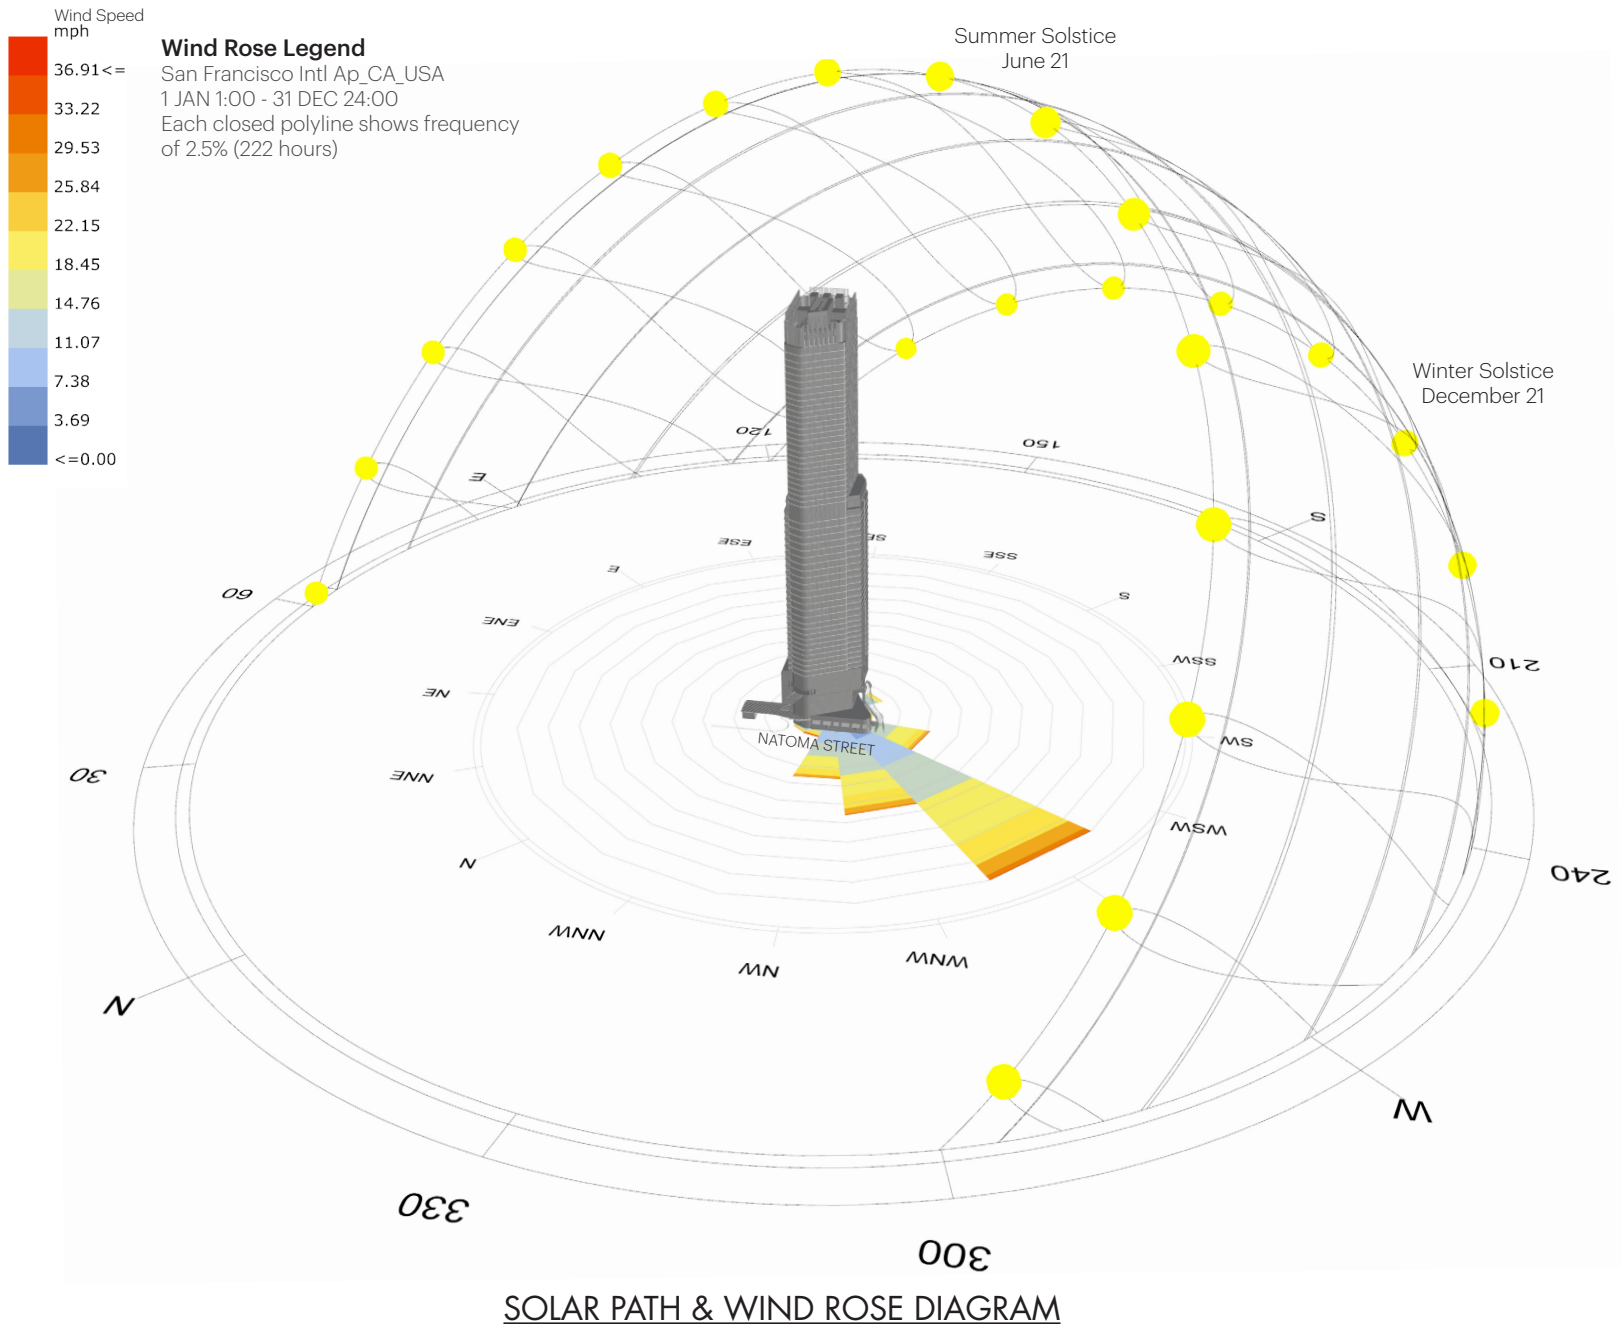 Wind Speed
mph
36.91<=
33.22
29.53
25.84
22.15
18.45
14.76
11.07
7.38
3.69
<=0.00
Wind Rose Legend
San Francisco Intl Ap_CA_USA
1 JAN 1:00 - 31 DEC 24:00
Each closed polyline shows frequency
of 2.5% (222 hours)
Summer Solstice
June 21
Winter Solstice
December 21
120
150
E
S
ESE
SE
SSE
E
S
60
ENE
SSW
210
NE
SW
NATOMA STREET
30
NNE
WSW
240
N
NNW
NW
WNW
N
W
330
300
SOLAR PATH & WIND ROSE DIAGRAM